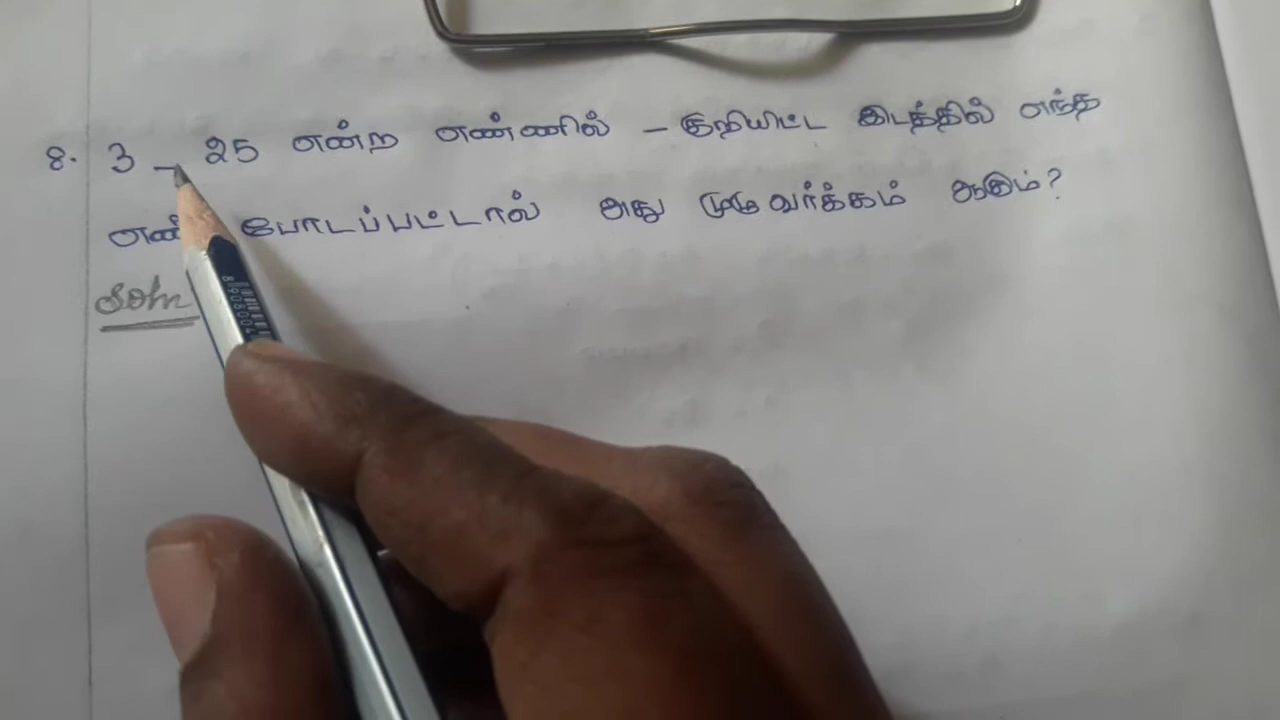 8. 3 _ 25 என்ற எண்ணில் – குறியிட்ட இடத்தில் எந்த
எண் போடப்பட்டால் அது முழு வர்க்கம் ஆகும்?
Soln